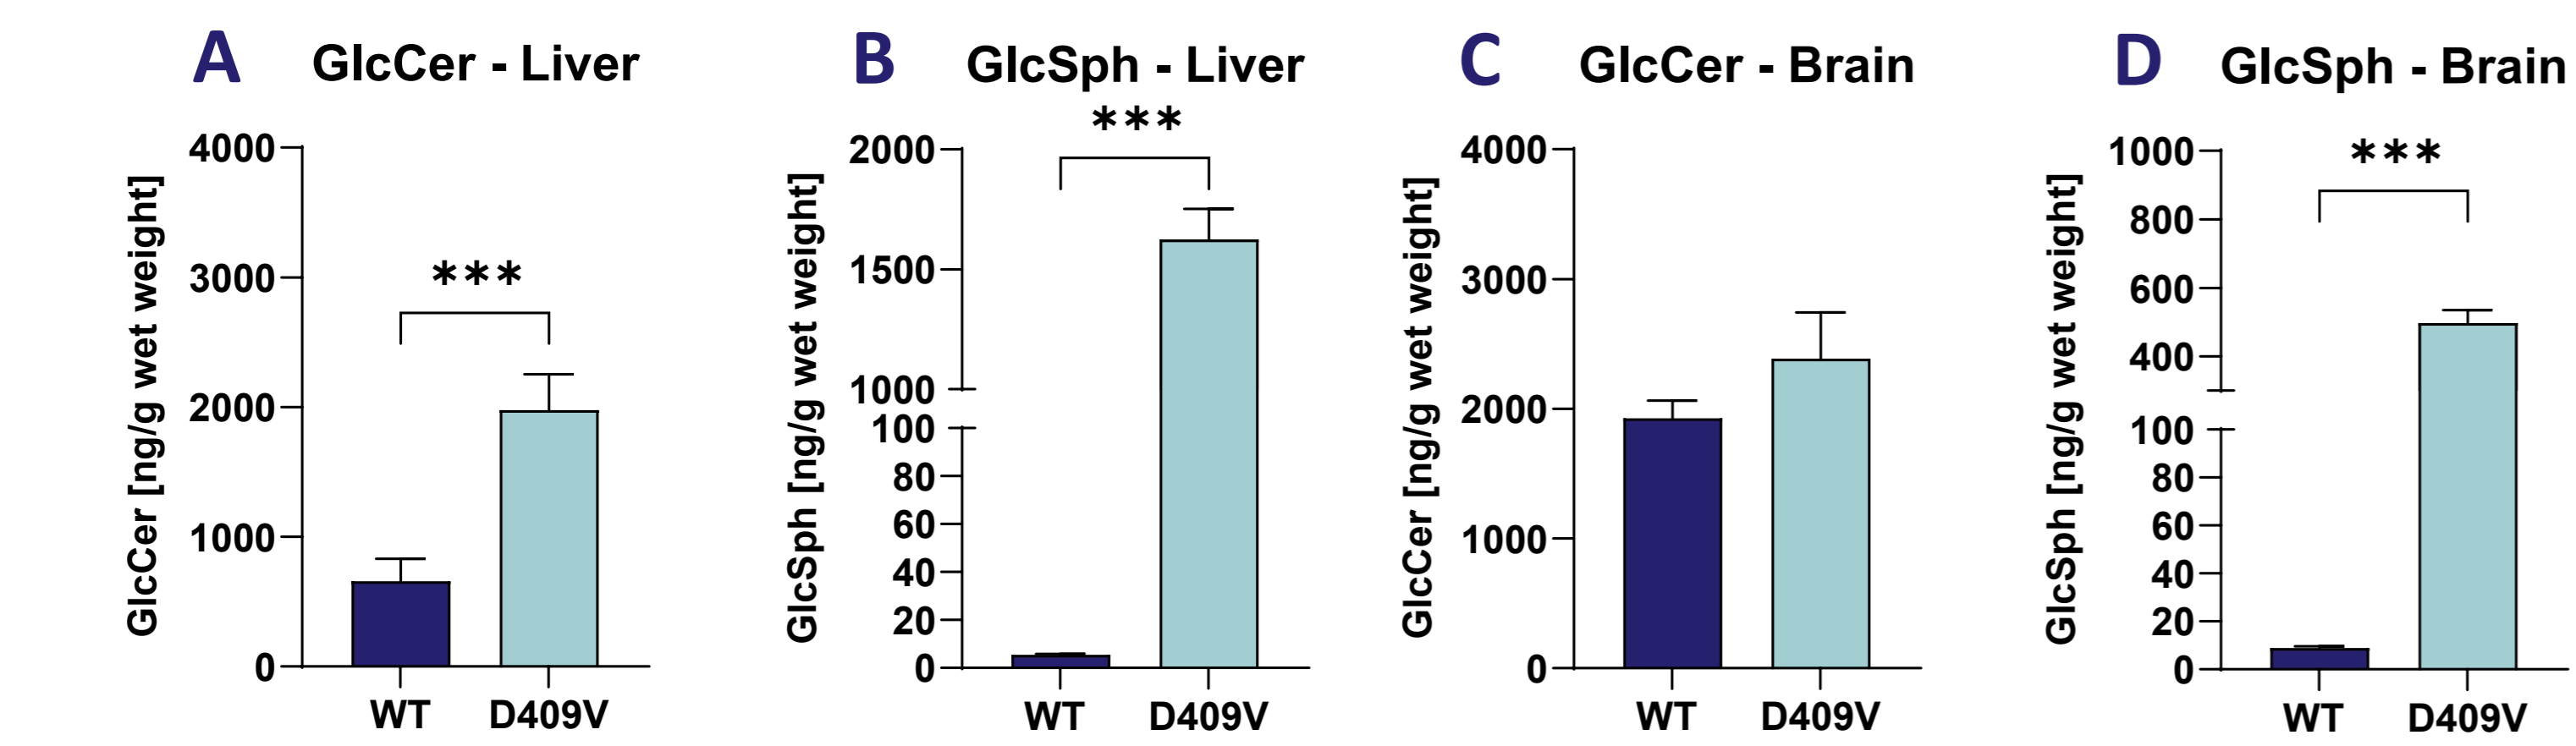 A GlcCer - Liver
GlcCer [ng/g wet weight]
4000
3000
2000
1000
0
***
WT D409V
B GlcSph - Liver
GlcSph [ng/g wet weight]
2000
1500
1000
100
80
60
40
20
0
***
WT D409V
C GlcCer - Brain
GlcCer [ng/g wet weight]
4000
3000
2000
1000
0
WT D409V
D GlcSph - Brain
GlcSph [ng/g wet weight]
1000
800
600
400
100
80
60
40
20
0
***
WT D409V